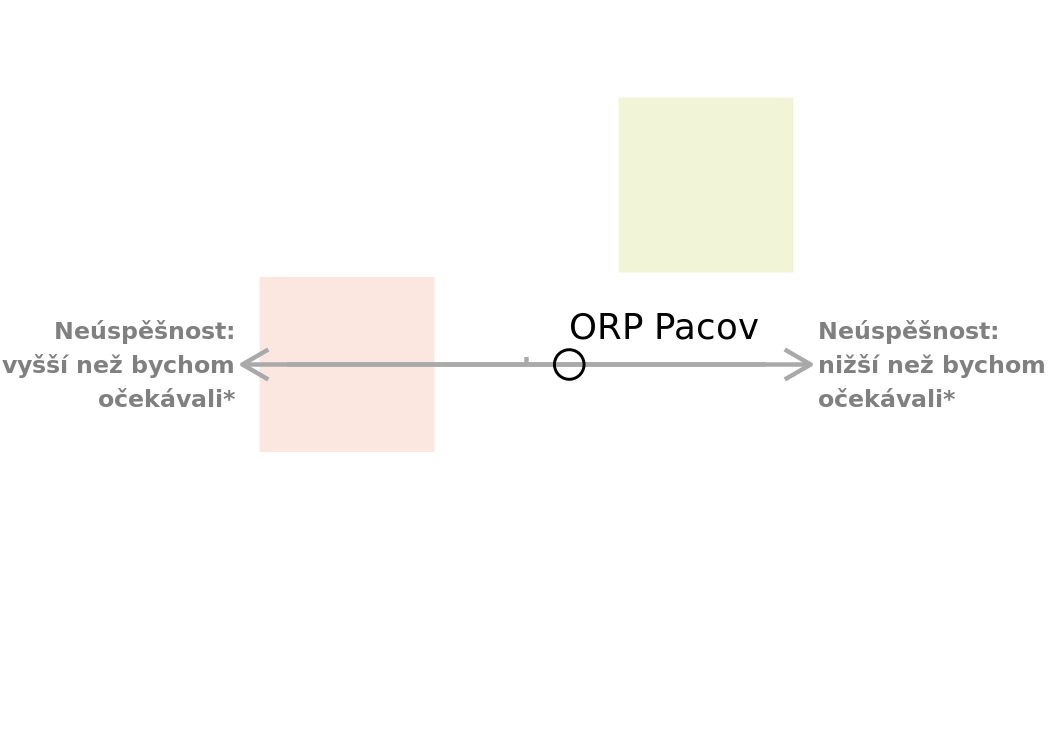 ORP Pacov
Neúspěšnost:
vyšší než bychom
očekávali*
Neúspěšnost:
nižší než bychom
očekávali*